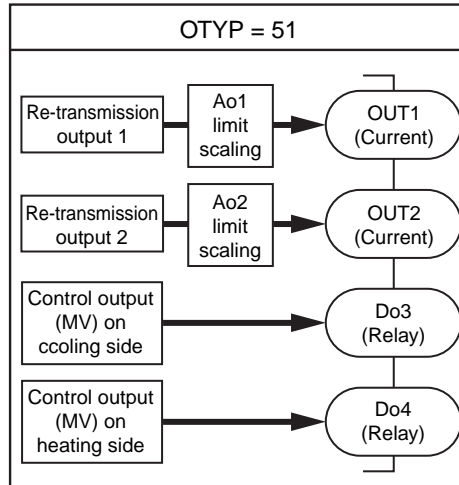 OTYP = 51
Re-transmission
output 1
Ao1
limit
scaling
OUT1
(Current)
Re-transmission
output 2
Ao2
limit
scaling
OUT2
(Current)
Control output
(MV) on
ccoling side
Do3
(Relay)
Control output
(MV) on
heating side
Do4
(Relay)